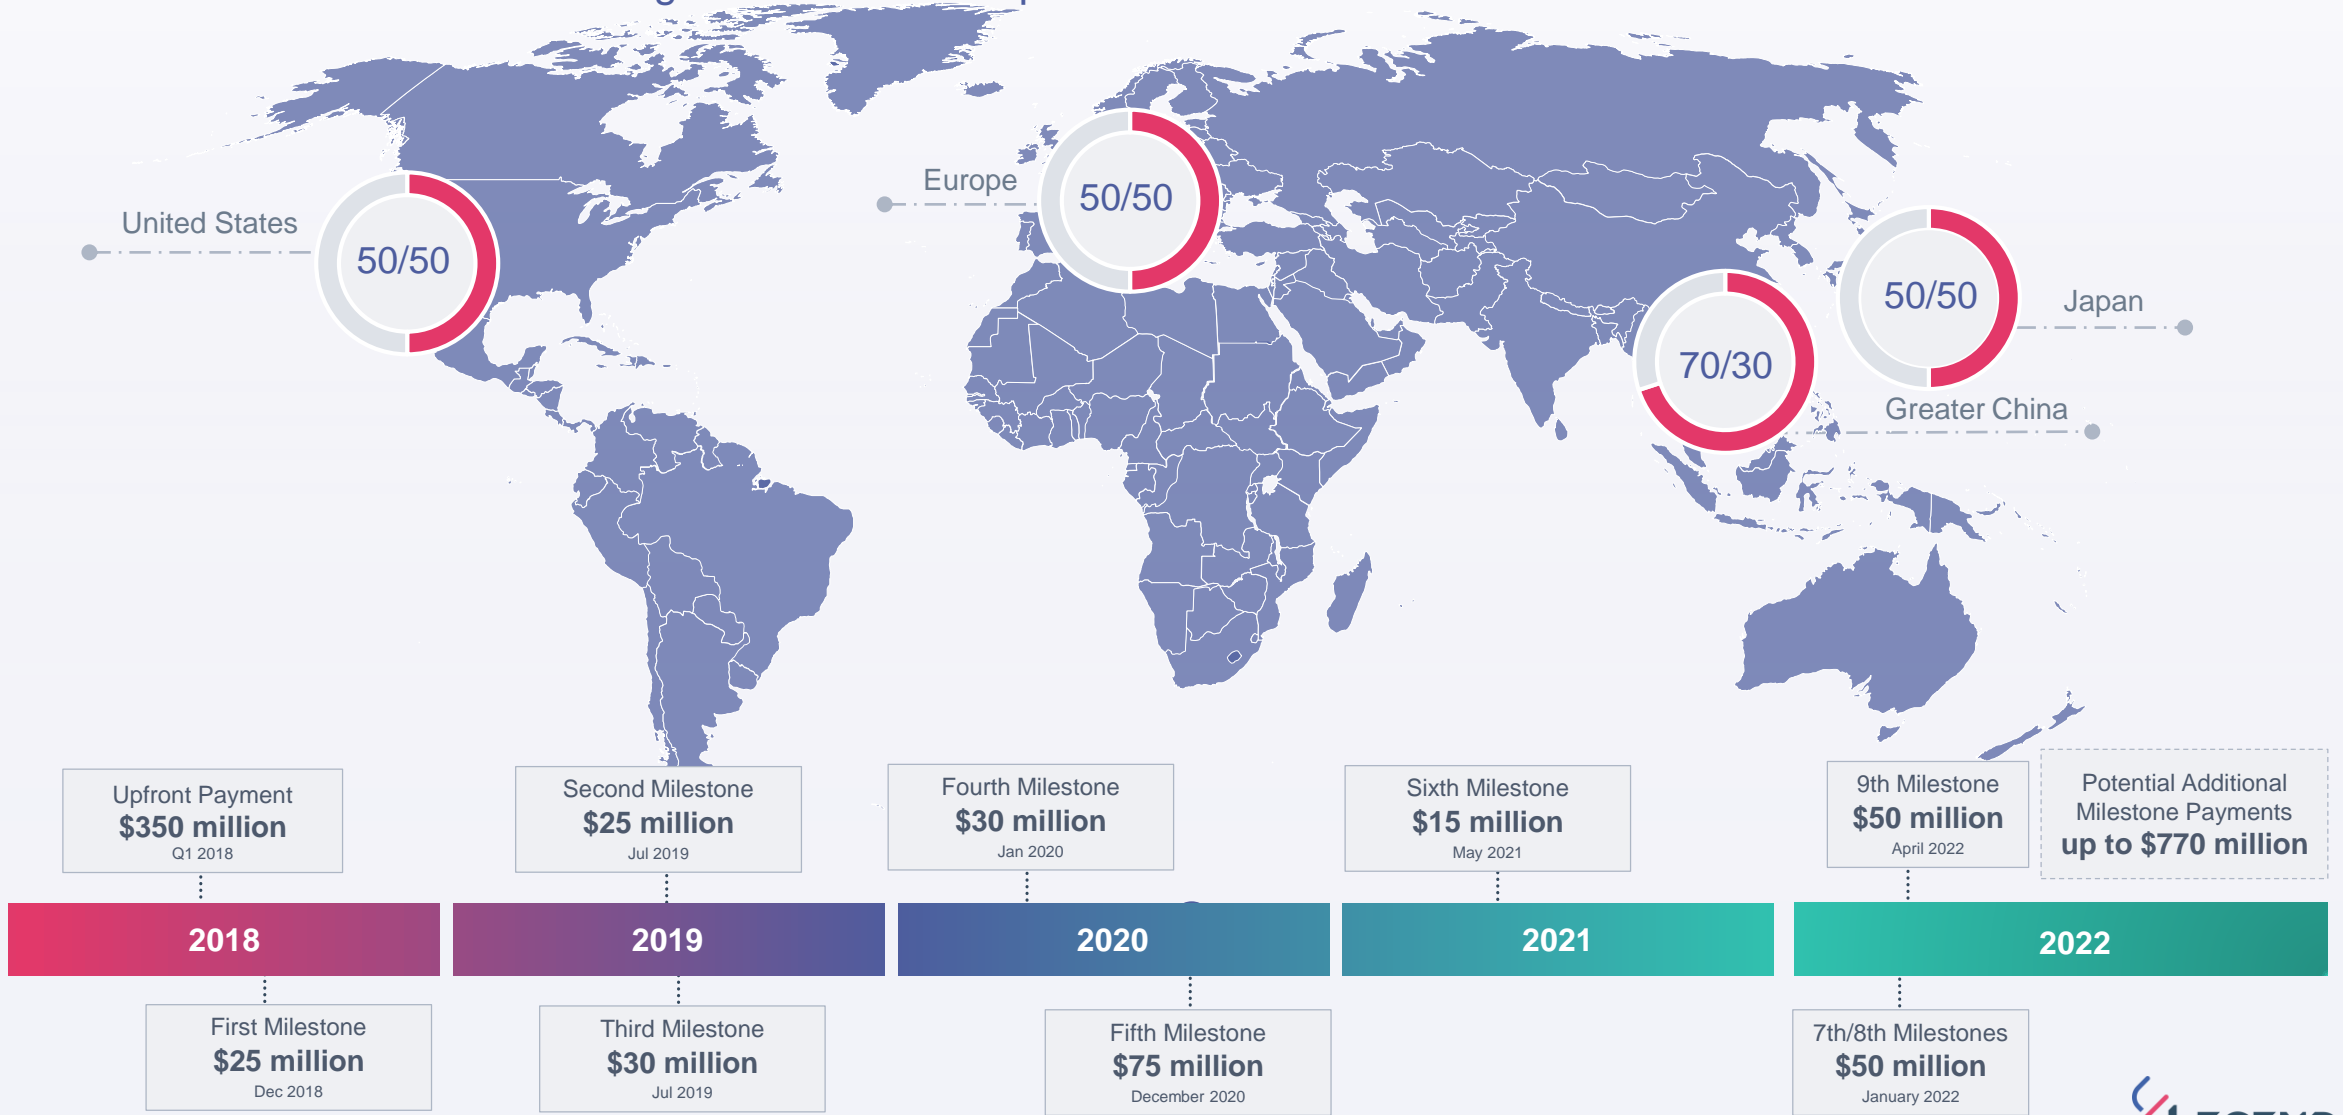 United States
50/50
Europe
50/50
50/50
Japan
70/30
Greater China
Upfront Payment
$350 million
Q1 2018
Second Milestone
$25 million
Jul 2019
Fourth Milestone
$30 million
Jan 2020
Sixth Milestone
$15 million
May 2021
9th Milestone
$50 million
April 2022
Potential Additional
Milestone Payments
up to $770 million
2018
2019
2020
2021
2022
First Milestone
$25 million
Dec 2018
Third Milestone
$30 million
Jul 2019
Fifth Milestone
$75 million
December 2020
7th/8th Milestones
$50 million
January 2022